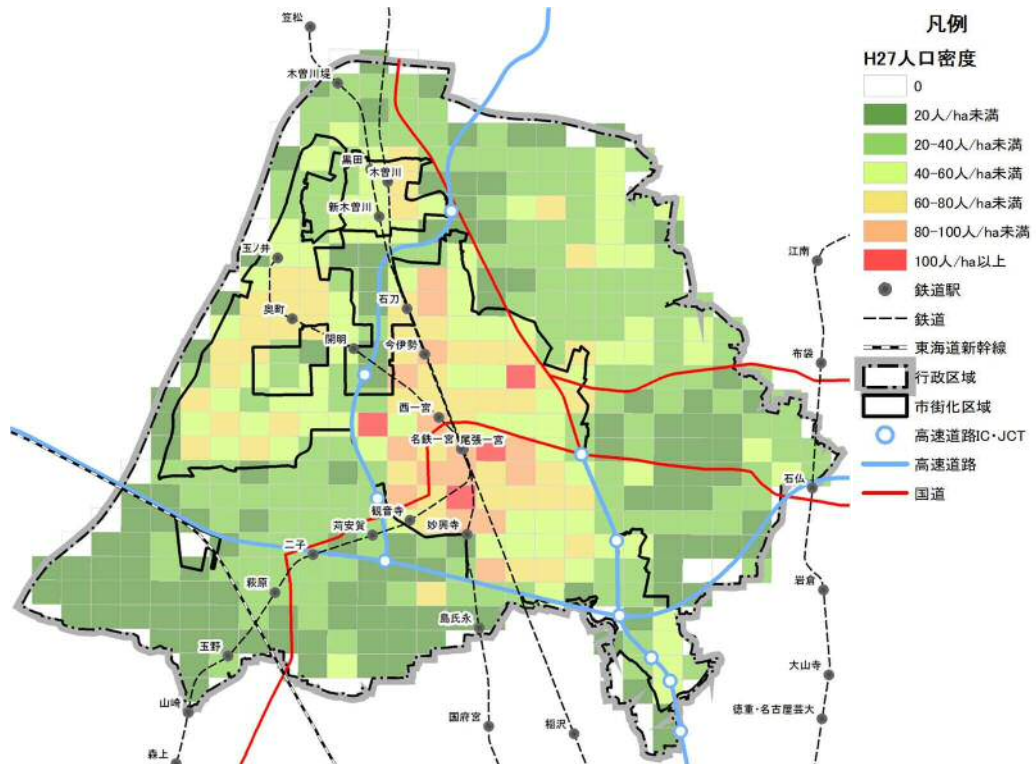 凡例
H27人口密度
0
20人/ha未満
20-40人/ha未満
40-60人/ha未満
60-80人/ha未満
80-100人/ha未満
100人/ha以上
鉄道駅
鉄道
東海道新幹線
行政区域
市街化区域
高速道路IC・JCT
高速道路
国道
笠松
木曽川堤
黒田
木曽川
新木曽川
玉ノ井
江南
石刀
奥町
開明
今伊勢
布袋
西一宮
名鉄一宮
尾張一宮
石仏
観音寺
苅安賀
妙興寺
二子
萩原
岩倉
島氏永
玉野
大山寺
山崎
国府宮
稲沢
徳重・名古屋芸大
森上